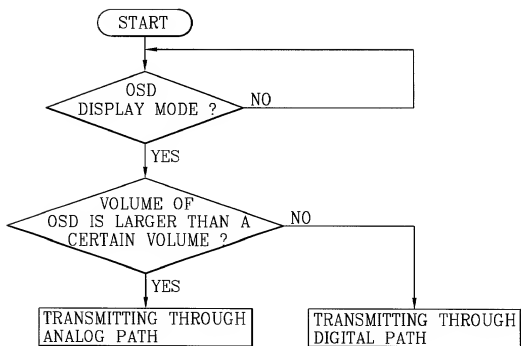 START
OSD
DISPLAY MODE ?
NO
YES
VOLUME OF
OSD IS LARGER THAN A
CERTAIN VOLUME ?
NO
YES
TRANSMITTING THROUGH
ANALOG PATH
TRANSMITTING THROUGH
DIGITAL PATH